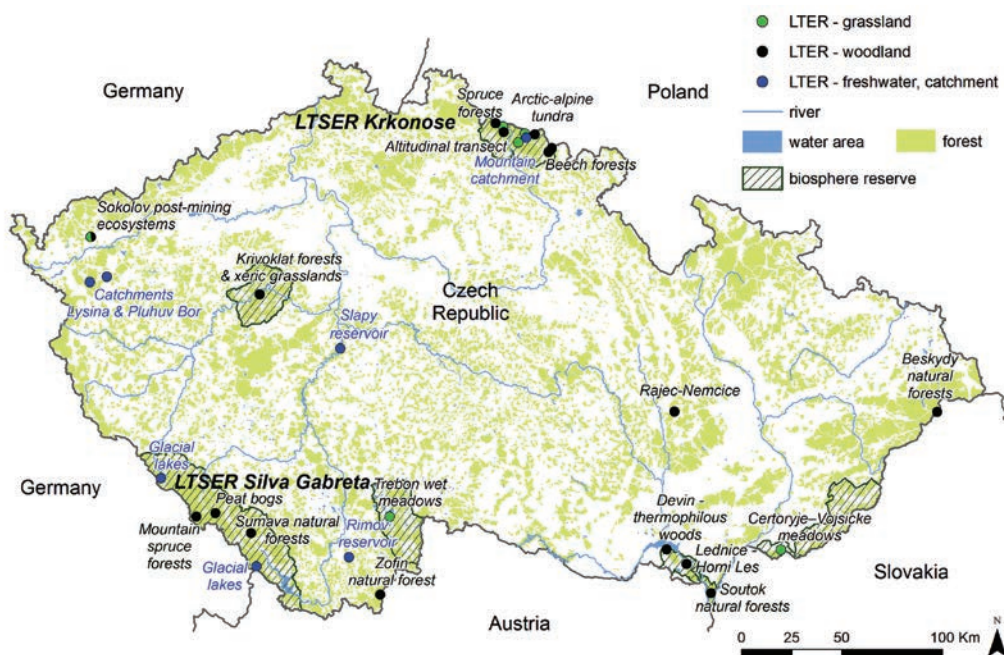 LTER - grassland
LTER - woodland
LTER - freshwater, catchment
river
water area
forest
biosphere reserve
Germany
Poland
Spruce
forests
Arctic-alpine
tundra
LTSER Krkonose
Altitudinal transect
Mountain
catchment
Beech forests
Sokolov post-mining
ecosystems
Krivoklat forests
& xeric grasslands
Catchments
Lysina & Pluhuv Bor
Czech
Republic
Slapy
reservoir
Beskydy
natural
forests
Rajec-Nemcice
Glacial
lakes
Germany
LTSER Silva Gabreta
Peat bogs
Trebon wet
meadows
Mountain
spruce
forests
Sumava natural
forests
Rimov
reservoir
Glacial
lakes
Zofin
natural forest
Devin -
thermophilous
woods
Certoryje–Vojsicke
meadows
Lednice
Horni Les
Soutok
natural forests
Slovakia
Austria
N
0 25 50 100 Km